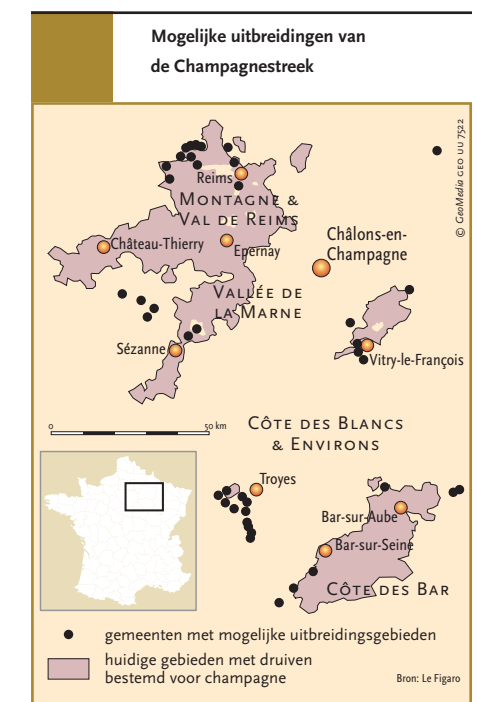 Mogelijke uitbreidingen van
de Champagnestreek
© GeoMedia GEO UU 7522
Reims
MONTAGNE &
VAL DE REIMS
Château-Thierry
Epernay
Châlons-en-
Champagne
VALLÉE DE
LA MARNE
Sézanne
Vitry-le-François
0 50 km
CÔTE DES BLANCS
& ENVIRONS
Troyes
Bar-sur-Aube
Bar-sur-Seine
CÔTE DES BAR
gemeenten met mogelijke uitbreidingsgebieden
huidige gebieden met druiven
bestemd voor champagne
Bron: Le Figaro